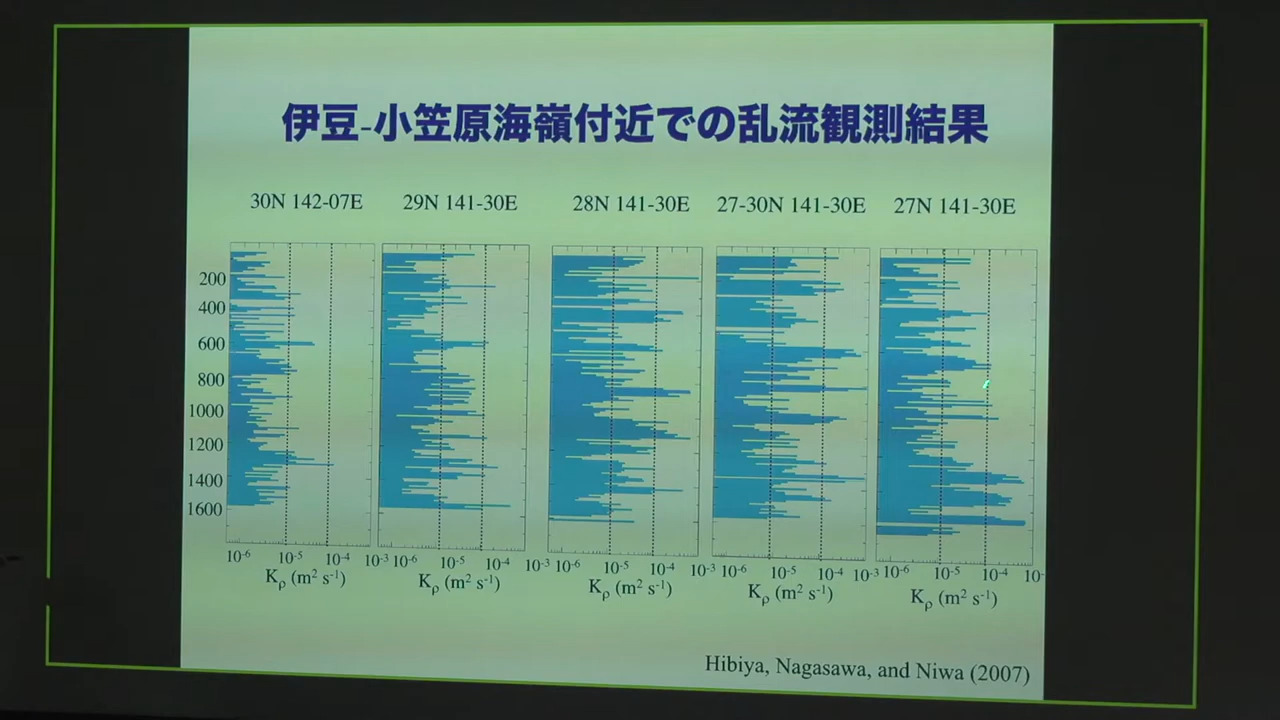 伊豆-小笠原海嶺付近での乱流観測結果
30N 142-07E 29N 141-30E 28N 141-30E 27-30N 141-30E 27N 141-30E
200
400
600
800
1000
1200
1400
1600
10⁻⁶ 10⁻⁵ 10⁻⁴ 10⁻³ 10⁻⁶ 10⁻⁵ 10⁻⁴ 10⁻³ 10⁻⁶ 10⁻⁵ 10⁻⁴ 10⁻³ 10⁻⁶ 10⁻⁵ 10⁻⁴ 10⁻³ 10⁻⁶ 10⁻⁵ 10⁻⁴ 10⁻
Kρ (m² s⁻¹) Kρ (m² s⁻¹) Kρ (m² s⁻¹) Kρ (m² s⁻¹) Kρ (m² s⁻¹)
Hibiya, Nagasawa, and Niwa (2007)